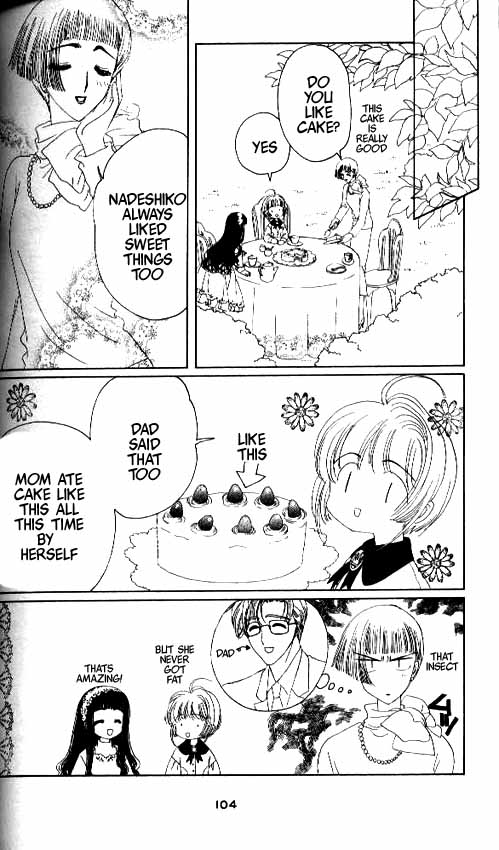 THIS
CAKE
IS
REALLY
GOOD
DO
YOU
LIKE
CAKE?
YES
NADESHIKO
ALWAYS
LIKED
SWEET
THINGS
TOO
LIKE
THIS
DAD
SAID
THAT
TOO
MOM ATE
CAKE LIKE
THIS ALL
THIS TIME
BY
HERSELF
THAT
INSECT
DAD
BUT SHE
NEVER
GOT
FAT
THATS
AMAZING!
104